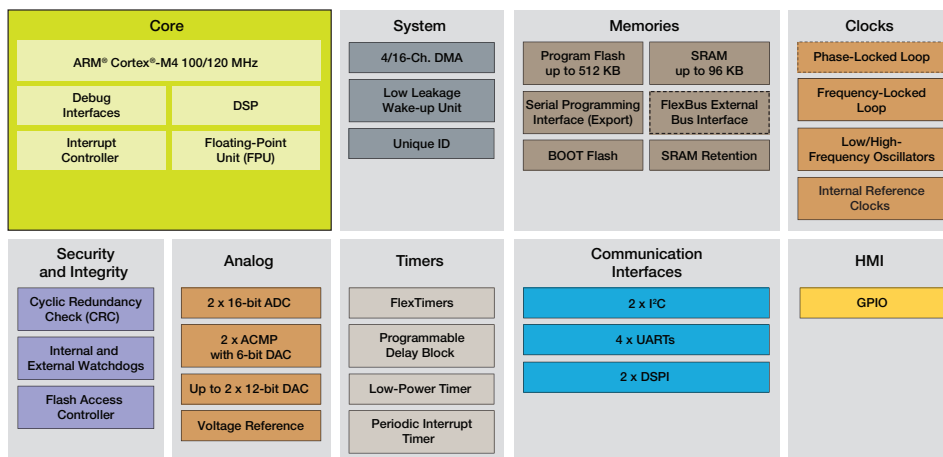 Core
ARM® Cortex®-M4 100/120 MHz
Debug
Interfaces
DSP
Interrupt
Controller
Floating-Point
Unit (FPU)
System
4/16-Ch. DMA
Low Leakage
Wake-up Unit
Unique ID
Memories
Program Flash
up to 512 KB
SRAM
up to 96 KB
Serial Programming
Interface (Export)
FlexBus External
Bus Interface
BOOT Flash
SRAM Retention
Clocks
Phase-Locked Loop
Frequency-Locked
Loop
Low/High-
Frequency Oscillators
Internal Reference
Clocks
Security
and Integrity
Cyclic Redundancy
Check (CRC)
Internal and
External Watchdogs
Flash Access
Controller
Analog
2 x 16-bit ADC
2 x ACMP
with 6-bit DAC
Up to 2 x 12-bit DAC
Voltage Reference
Timers
FlexTimers
Programmable
Delay Block
Low-Power Timer
Periodic Interrupt
Timer
Communication
Interfaces
2 x I²C
4 x UARTs
2 x DSPI
HMI
GPIO